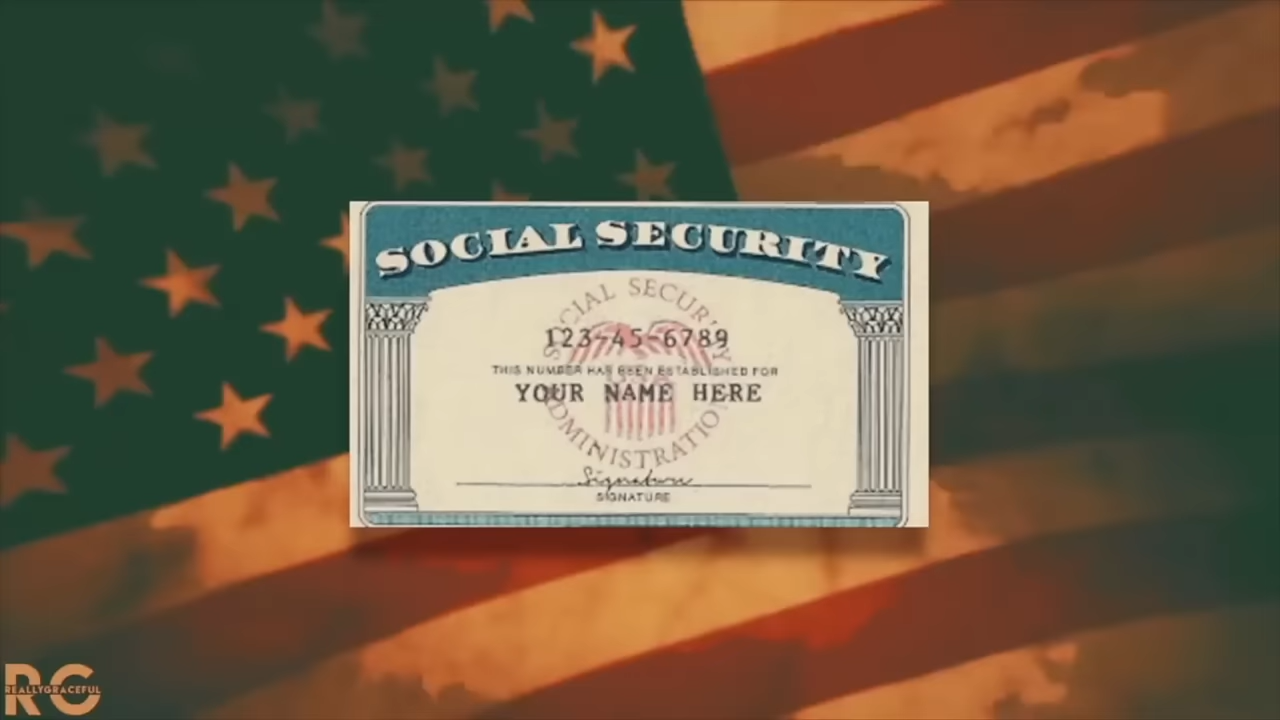 SOCIAL SECURITY
SOCIAL SECURITY ADMINISTRATION
123-45-6789
THIS NUMBER HAS BEEN ESTABLISHED FOR
YOUR NAME HERE
Signature
SIGNATURE
RG
REALLYGRACEFUL